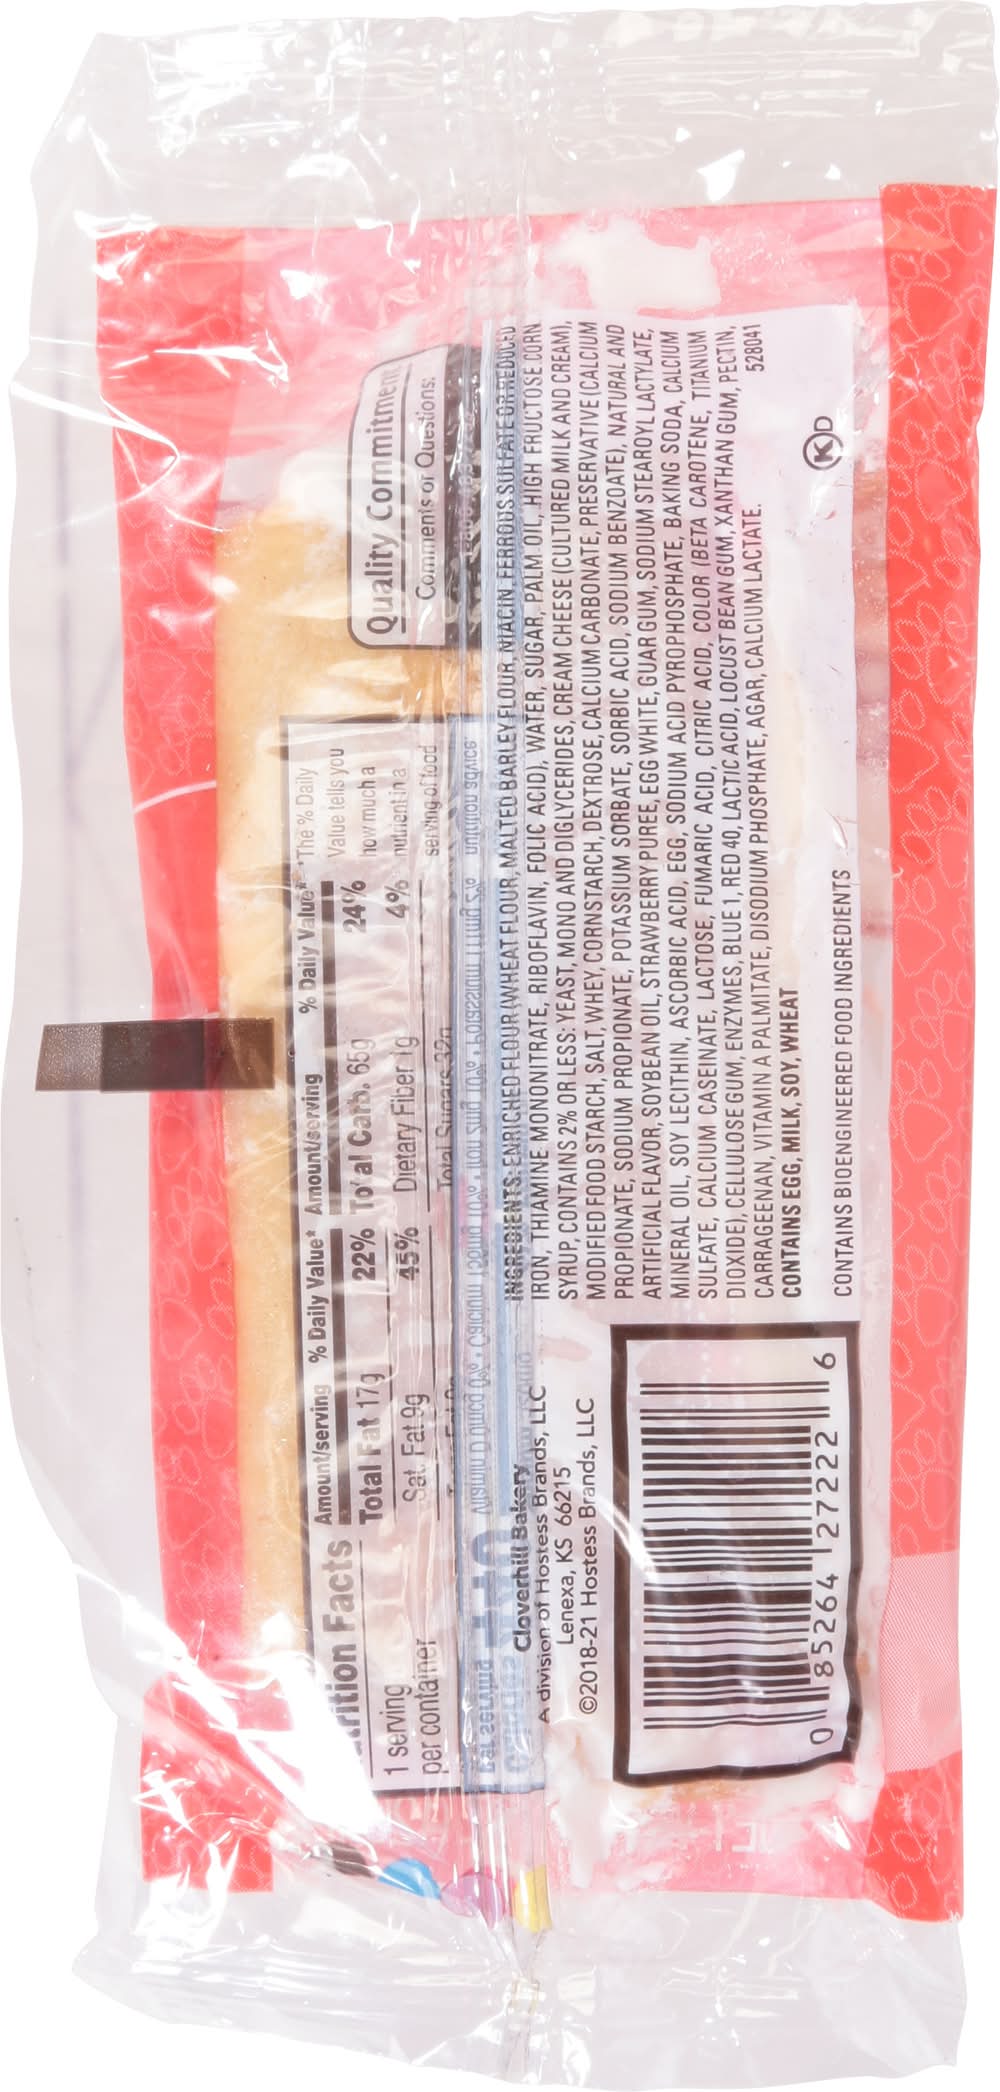 Quality Commitment
Comments or Questions:
Nutrition Facts
1 serving
per container
Amount/serving % Daily Value*
Total Fat 17g 22%
Sat. Fat 9g 45%
Amount/serving % Daily Value*
Total Carb. 65g 24%
Dietary Fiber 1g 4%
Total Sugars 32g
*The % Daily
Value tells you
how much a
nutrient in a
serving of food
INGREDIENTS: ENRICHED FLOUR (WHEAT FLOUR, MALTED BARLEY FLOUR, NIACIN, FERROUS SULFATE OR REDUCED
IRON, THIAMINE MONONITRATE, RIBOFLAVIN, FOLIC ACID), WATER, SUGAR, PALM OIL, HIGH FRUCTOSE CORN
SYRUP, CONTAINS 2% OR LESS: YEAST, MONO AND DIGLYCERIDES, CREAM CHEESE (CULTURED MILK AND CREAM),
MODIFIED FOOD STARCH, SALT, WHEY, CORNSTARCH, DEXTROSE, CALCIUM CARBONATE, PRESERVATIVE (CALCIUM
PROPIONATE, SODIUM PROPIONATE, POTASSIUM SORBATE, SORBIC ACID, SODIUM BENZOATE), NATURAL AND
ARTIFICIAL FLAVOR, SOYBEAN OIL, STRAWBERRY PUREE, EGG WHITE, GUAR GUM, SODIUM STEAROYL LACTYLATE,
MINERAL OIL, SOY LECITHIN, ASCORBIC ACID, EGG, SODIUM ACID PYROPHOSPHATE, BAKING SODA, CALCIUM
SULFATE, CALCIUM CASEINATE, LACTOSE, FUMARIC ACID, CITRIC ACID, COLOR (BETA CAROTENE, TITANIUM
DIOXIDE), CELLULOSE GUM, ENZYMES, BLUE 1, RED 40, LACTIC ACID, LOCUST BEAN GUM, XANTHAN GUM, PECTIN,
CARRAGEENAN, VITAMIN A PALMITATE, DISODIUM PHOSPHATE, AGAR, CALCIUM LACTATE. 528041
CONTAINS EGG, MILK, SOY, WHEAT
CONTAINS BIOENGINEERED FOOD INGREDIENTS
K D
Cloverhill Bakery
A division of Hostess Brands, LLC
Lenexa, KS 66215
©2018-21 Hostess Brands, LLC
0 85264 27222 6